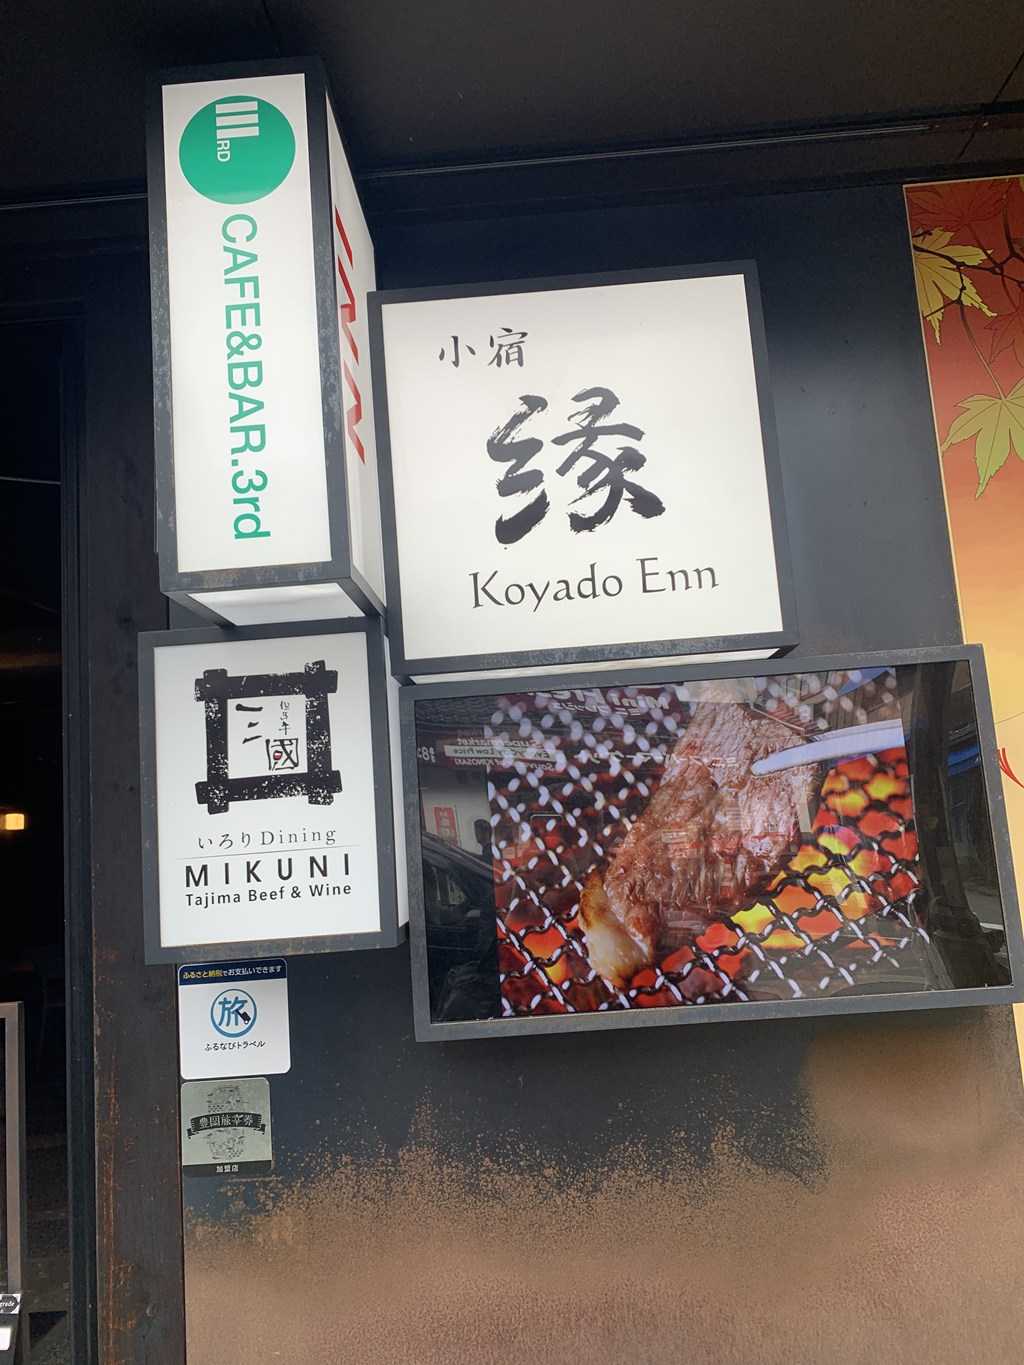 III
RD
CAFE&BAR.3rd
小宿
縁
Koyado Enn
但馬牛
三
國
いろりDining
MIKUNI
Tajima Beef & Wine
ふるさと納税でお支払いできます
旅
ふるなびトラベル
豊岡旅幸券
加盟店